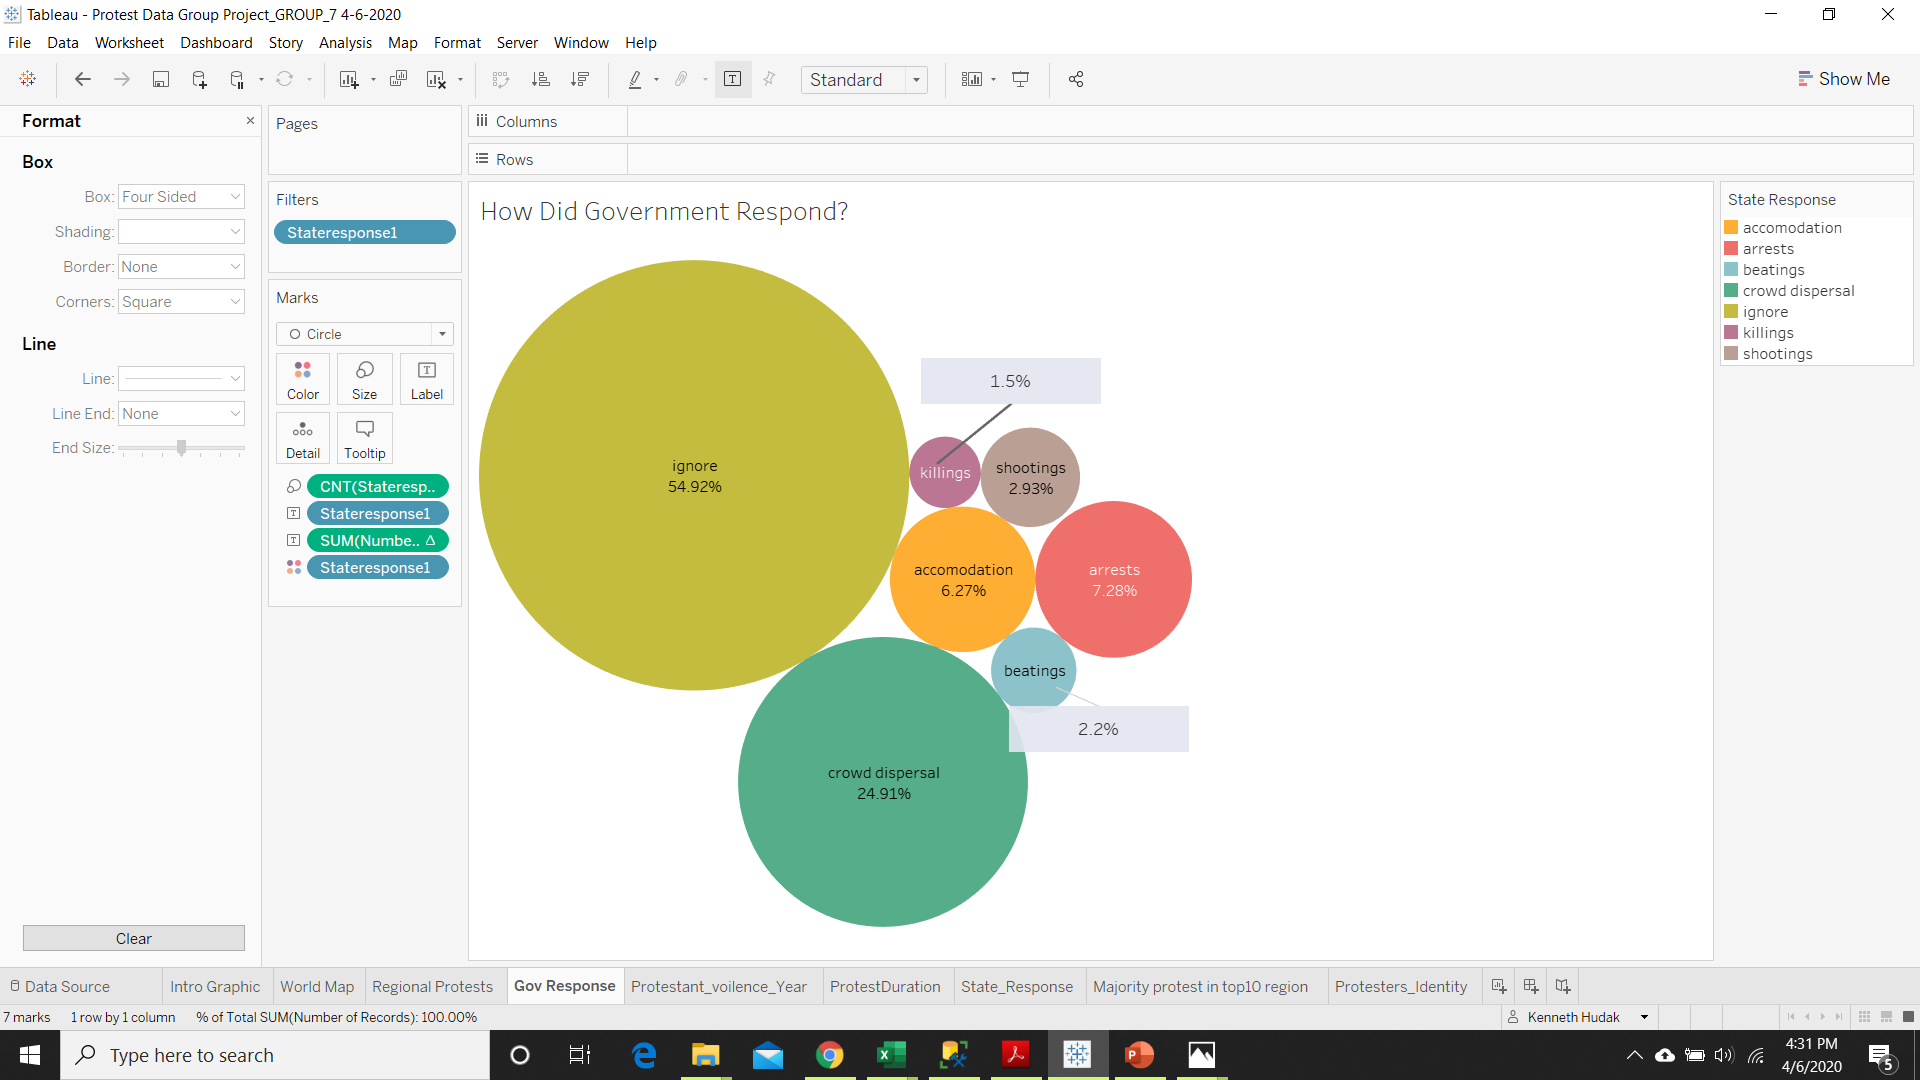 Tableau - Protest Data Group Project_GROUP_7 4-6-2020
File Data Worksheet Dashboard Story Analysis Map Format Server Window Help
Standard
Show Me
Format
Box
Box: Four Sided
Shading:
Border: None
Corners: Square
Line
Line:
Line End: None
End Size:
Clear
Pages
Filters
Stateresponse1
Marks
Circle
Color Size Label
Detail Tooltip
CNT(Stateresp..
Stateresponse1
SUM(Numbe.. Δ
Stateresponse1
Columns
Rows
How Did Government Respond?
1.5%
ignore
54.92%
killings
shootings
2.93%
accomodation
6.27%
arrests
7.28%
beatings
2.2%
crowd dispersal
24.91%
State Response
accomodation
arrests
beatings
crowd dispersal
ignore
killings
shootings
Data Source Intro Graphic World Map Regional Protests Gov Response Protestant_voilence_Year ProtestDuration State_Response Majority protest in top10 region Protesters_Identity
7 marks 1 row by 1 column % of Total SUM(Number of Records): 100.00% Kenneth Hudak
Type here to search
4:31 PM
4/6/2020
5